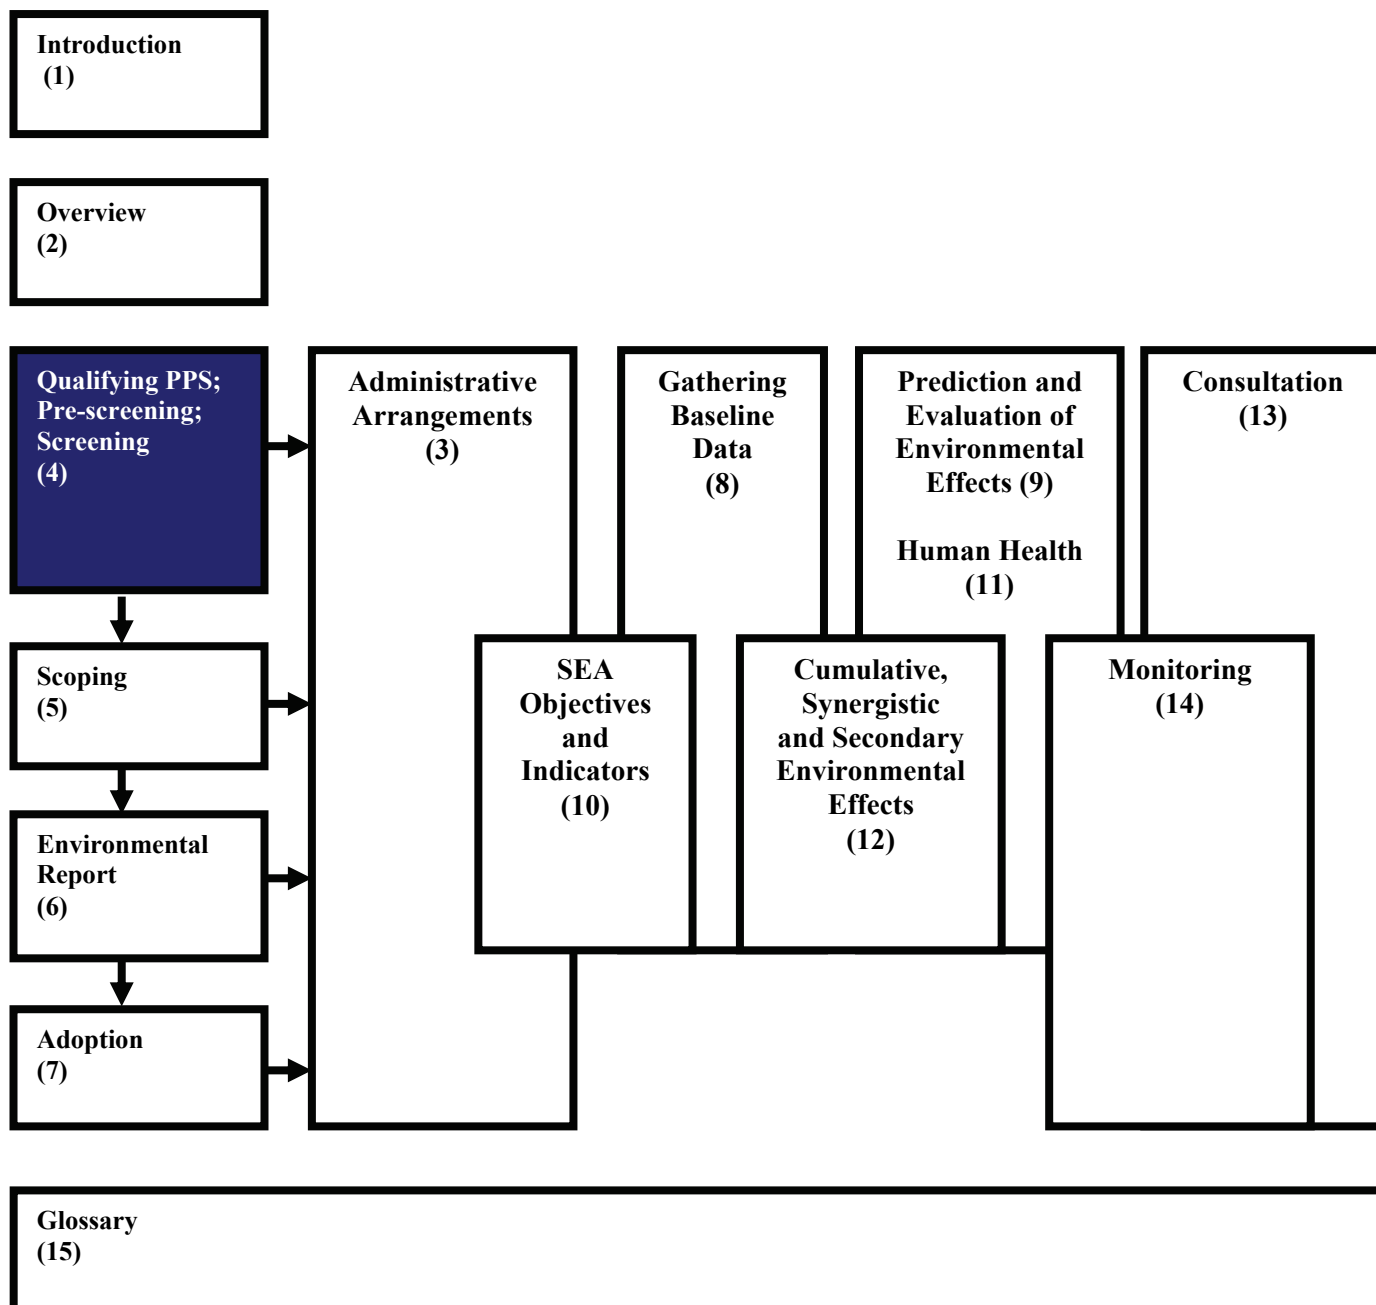 Introduction
(1)
Overview
(2)
Qualifying PPS;
Pre-screening;
Screening
(4)
Administrative
Arrangements
(3)
Gathering
Baseline
Data
(8)
Prediction and
Evaluation of
Environmental
Effects (9)
Human Health
(11)
Consultation
(13)
Scoping
(5)
SEA
Objectives
and
Indicators
(10)
Cumulative,
Synergistic
and Secondary
Environmental
Effects
(12)
Monitoring
(14)
Environmental
Report
(6)
Adoption
(7)
Glossary
(15)